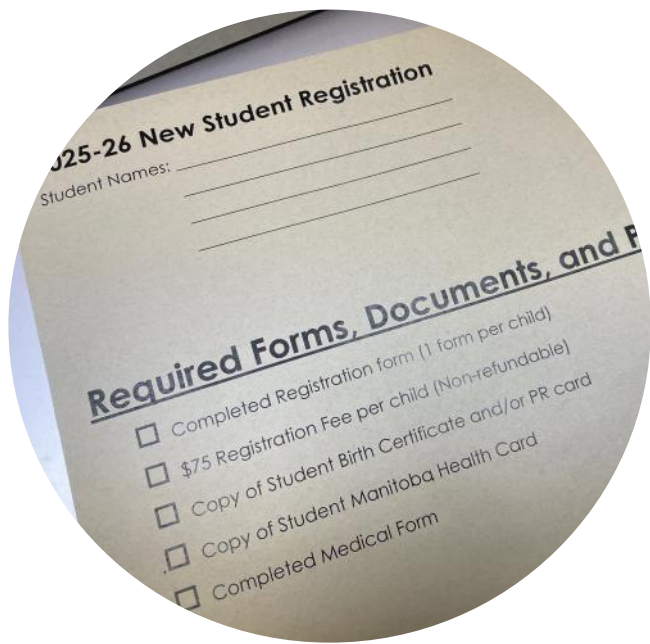 025-26 New Student Registration
Student Names:
Required Forms, Documents, and
Completed Registration form (1 form per child)
$75 Registration Fee per child (Non-refundable)
Copy of Student Birth Certificate and/or PR card
Copy of Student Manitoba Health Card
Completed Medical Form